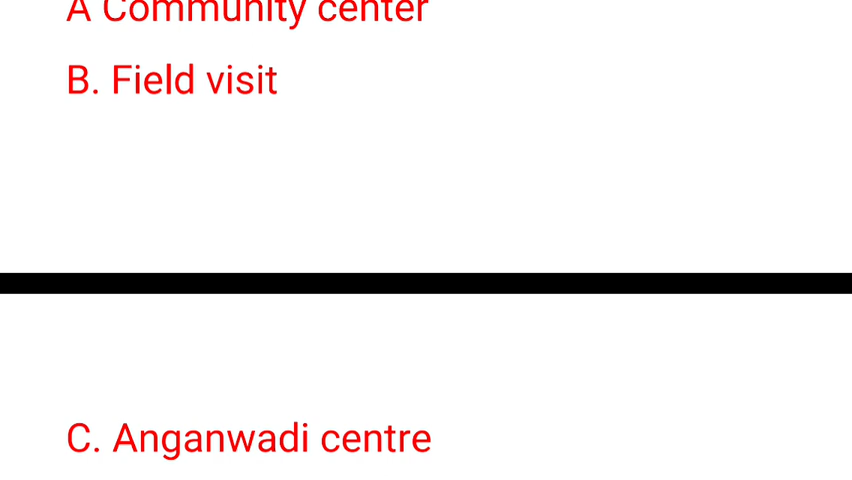 A Community center
B. Field visit
C. Anganwadi centre